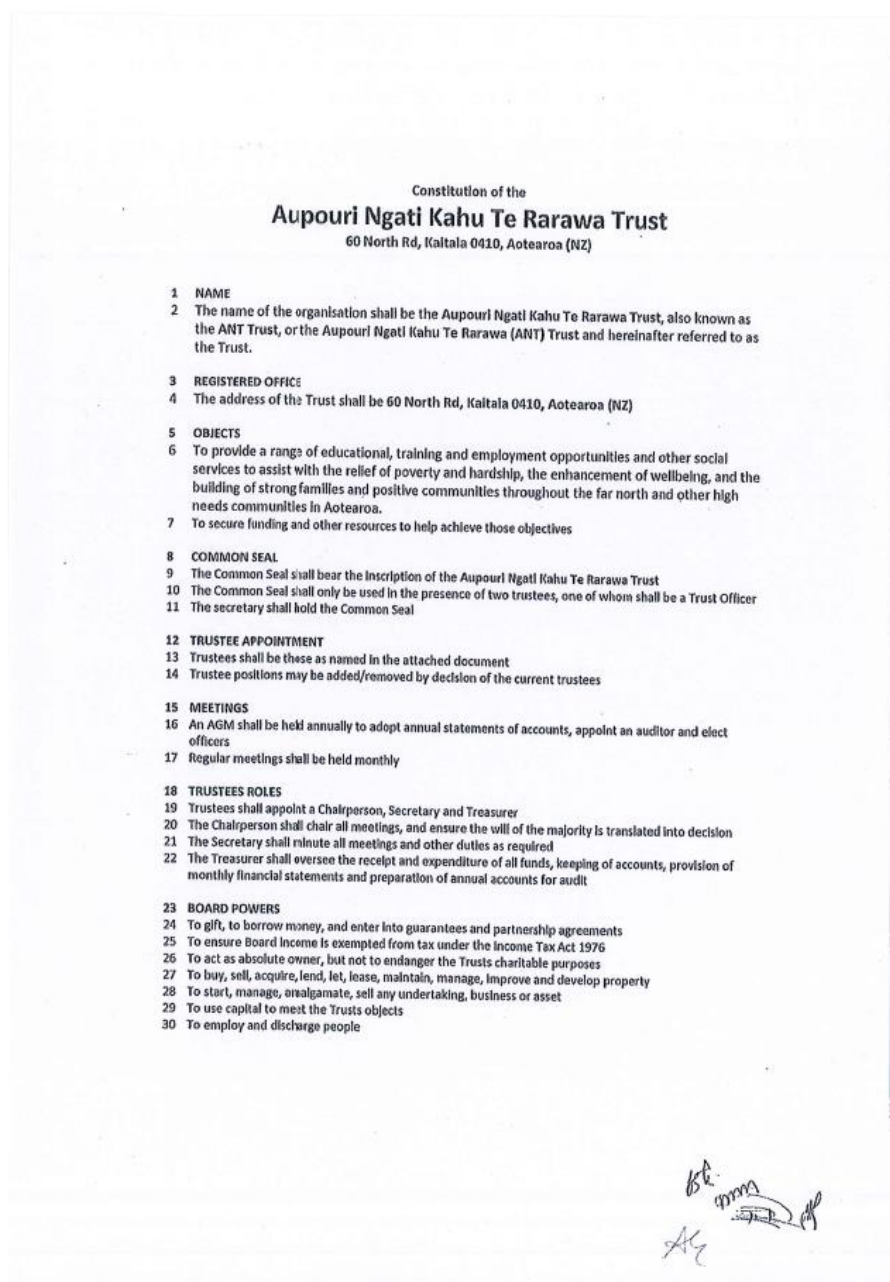 Constitution of the
Aupouri Ngati Kahu Te Rarawa Trust
60 North Rd, Kaitaia 0410, Aotearoa (NZ)
1 NAME
2 The name of the organisation shall be the Aupouri Ngati Kahu Te Rarawa Trust, also known as
the ANT Trust, or the Aupouri Ngati Kahu Te Rarawa (ANT) Trust and hereinafter referred to as
the Trust.
3 REGISTERED OFFICE
4 The address of the Trust shall be 60 North Rd, Kaitaia 0410, Aotearoa (NZ)
5 OBJECTS
6 To provide a range of educational, training and employment opportunities and other social
services to assist with the relief of poverty and hardship, the enhancement of wellbeing, and the
building of strong families and positive communities throughout the far north and other high
needs communities in Aotearoa.
7 To secure funding and other resources to help achieve those objectives
8 COMMON SEAL
9 The Common Seal shall bear the inscription of the Aupouri Ngati Kahu Te Rarawa Trust
10 The Common Seal shall only be used in the presence of two trustees, one of whom shall be a Trust Officer
11 The secretary shall hold the Common Seal
12 TRUSTEE APPOINTMENT
13 Trustees shall be those as named in the attached document
14 Trustee positions may be added/removed by decision of the current trustees
15 MEETINGS
16 An AGM shall be held annually to adopt annual statements of accounts, appoint an auditor and elect
officers
17 Regular meetings shall be held monthly
18 TRUSTEES ROLES
19 Trustees shall appoint a Chairperson, Secretary and Treasurer
20 The Chairperson shall chair all meetings, and ensure the will of the majority is translated into decision
21 The Secretary shall minute all meetings and other duties as required
22 The Treasurer shall oversee the receipt and expenditure of all funds, keeping of accounts, provision of
monthly financial statements and preparation of annual accounts for audit
23 BOARD POWERS
24 To gift, to borrow money, and enter into guarantees and partnership agreements
25 To ensure Board Income is exempted from tax under the Income Tax Act 1976
26 To act as absolute owner, but not to endanger the Trusts charitable purposes
27 To buy, sell, acquire, lend, let, lease, maintain, manage, improve and develop property
28 To start, manage, amalgamate, sell any undertaking, business or asset
29 To use capital to meet the Trusts objects
30 To employ and discharge people